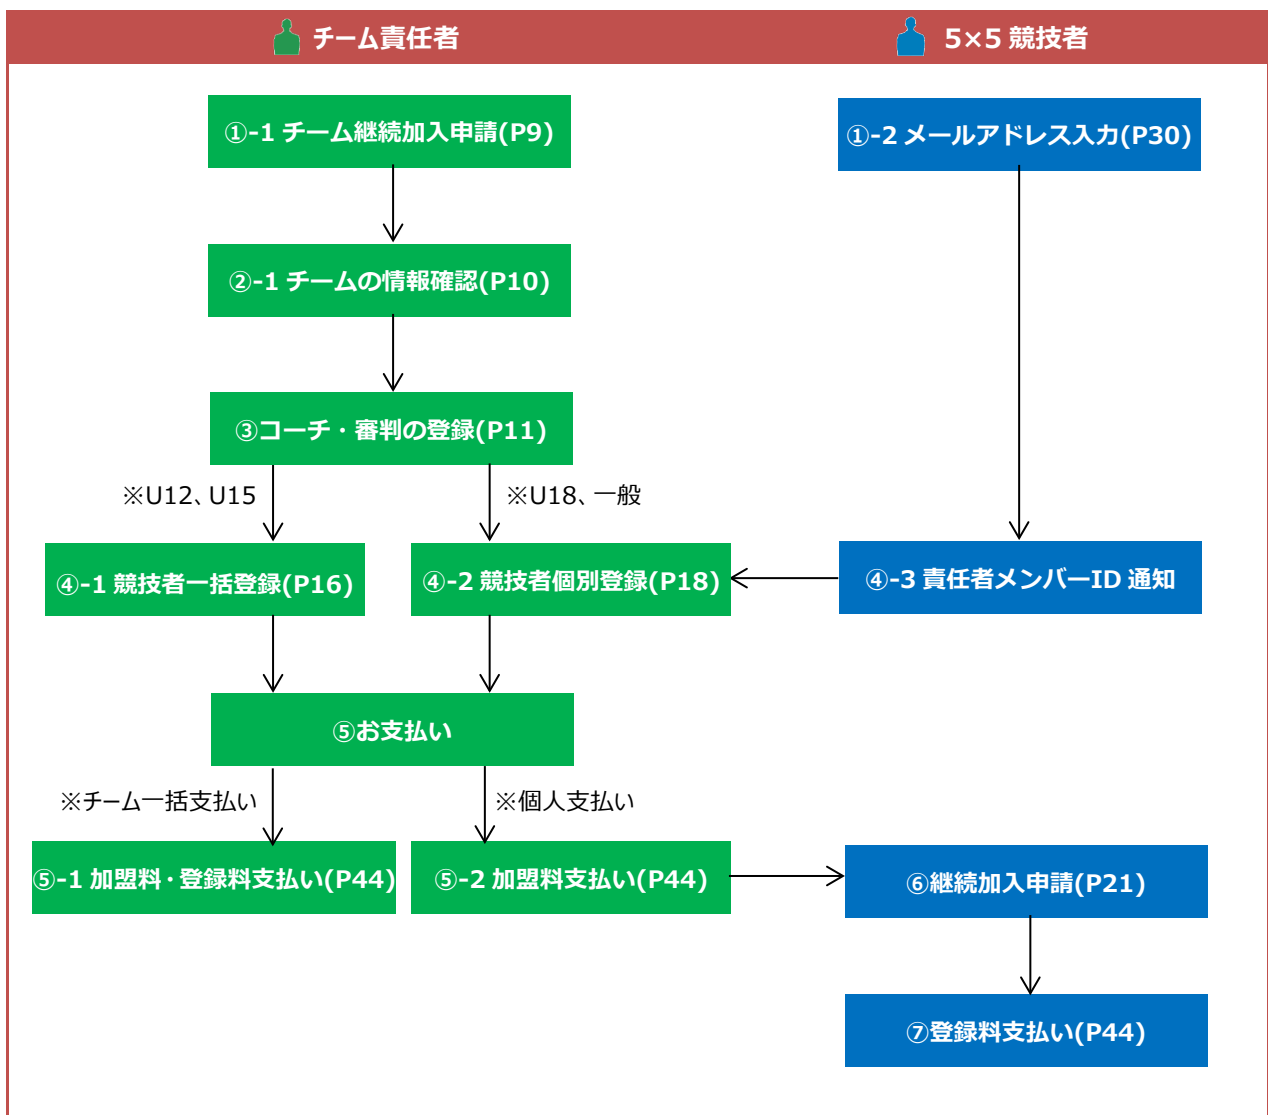 チーム責任者
5×5 競技者
①-1 チーム継続加入申請(P9)
①-2 メールアドレス入力(P30)
②-1 チームの情報確認(P10)
③コーチ・審判の登録(P11)
※U12、U15
※U18、一般
④-1 競技者一括登録(P16)
④-2 競技者個別登録(P18)
④-3 責任者メンバーID 通知
⑤お支払い
※チーム一括支払い
※個人支払い
⑤-1 加盟料・登録料支払い(P44)
⑤-2 加盟料支払い(P44)
⑥継続加入申請(P21)
⑦登録料支払い(P44)